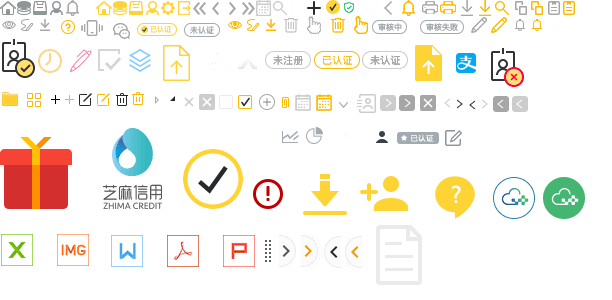 已认证 未认证 审核中 审核失败
未注册 已认证 未认证
支
已认证
芝麻信用
ZHIMA CREDIT
X IMG W P